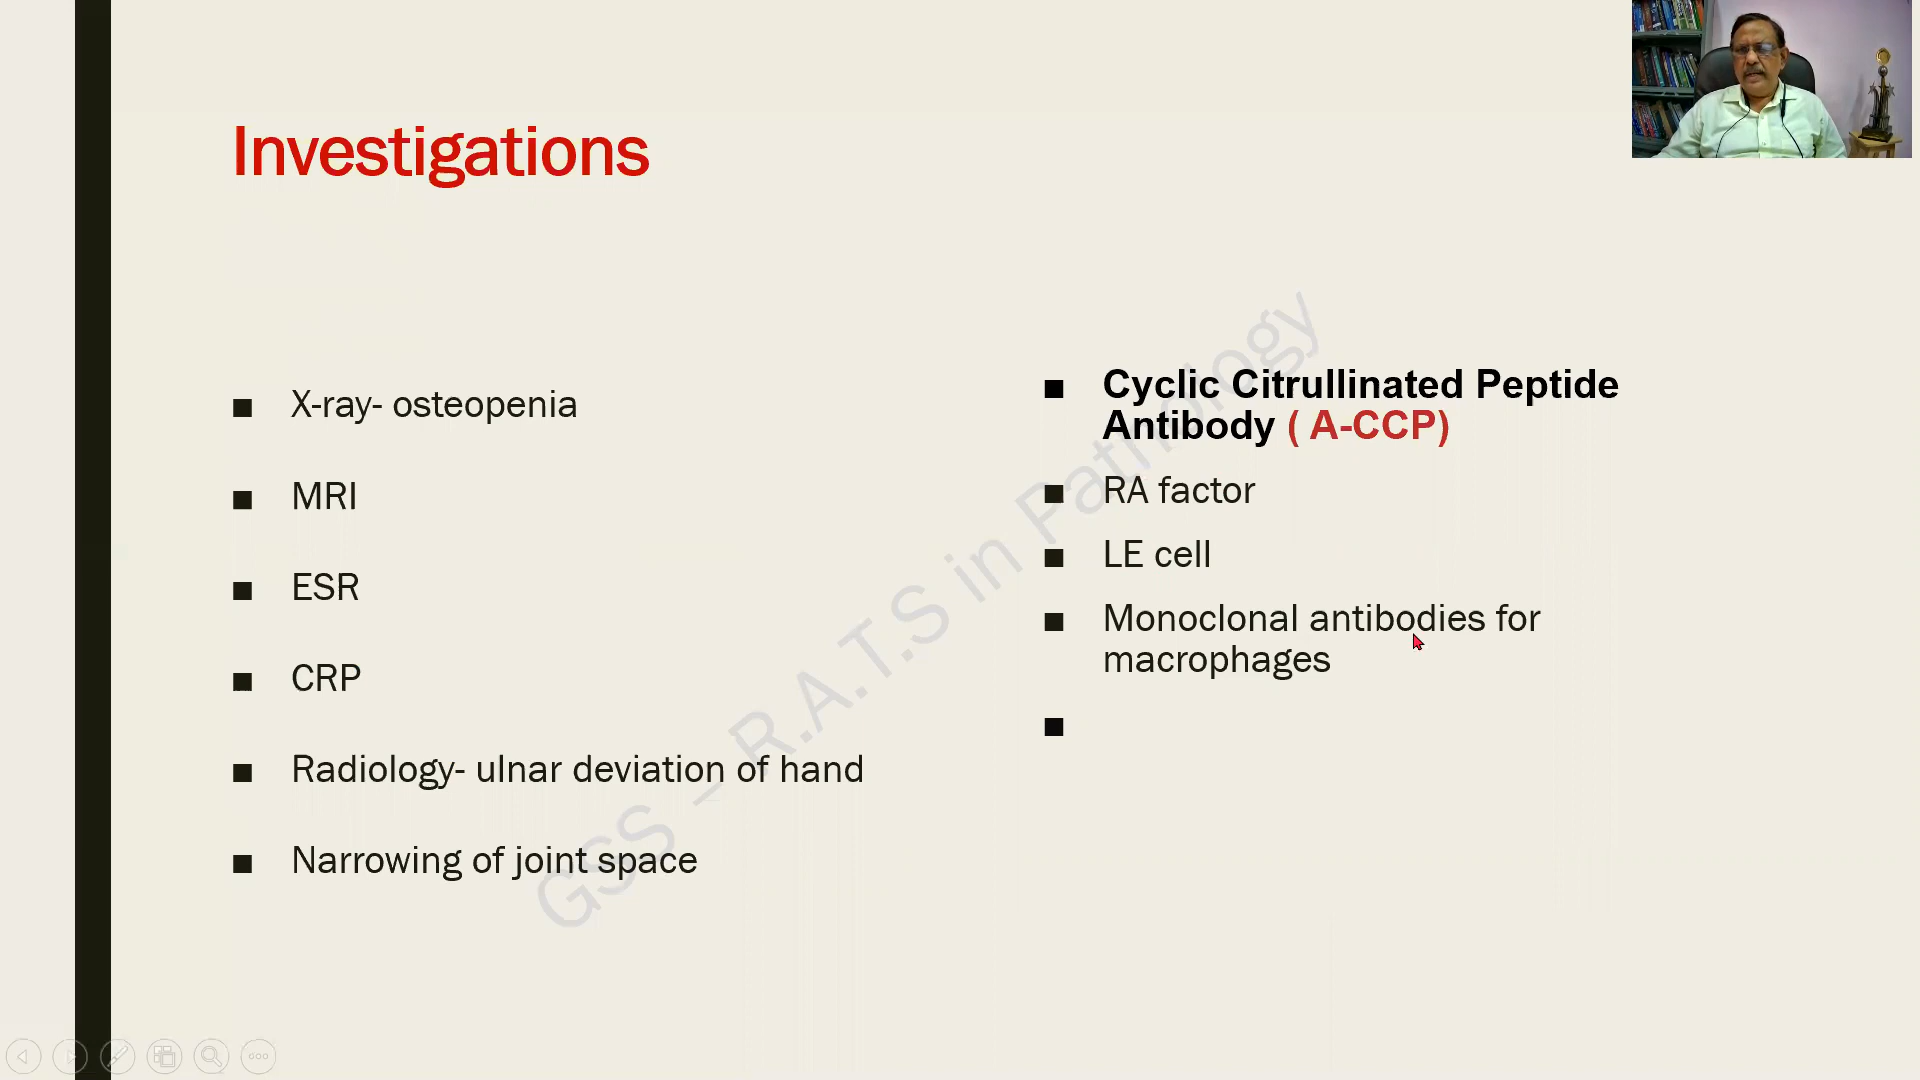 Investigations
X-ray- osteopenia
MRI
ESR
CRP
Radiology- ulnar deviation of hand
Narrowing of joint space
Cyclic Citrullinated Peptide
Antibody ( A-CCP)
RA factor
LE cell
Monoclonal antibodies for
macrophages
GSS – R.A.T.S in Pathology